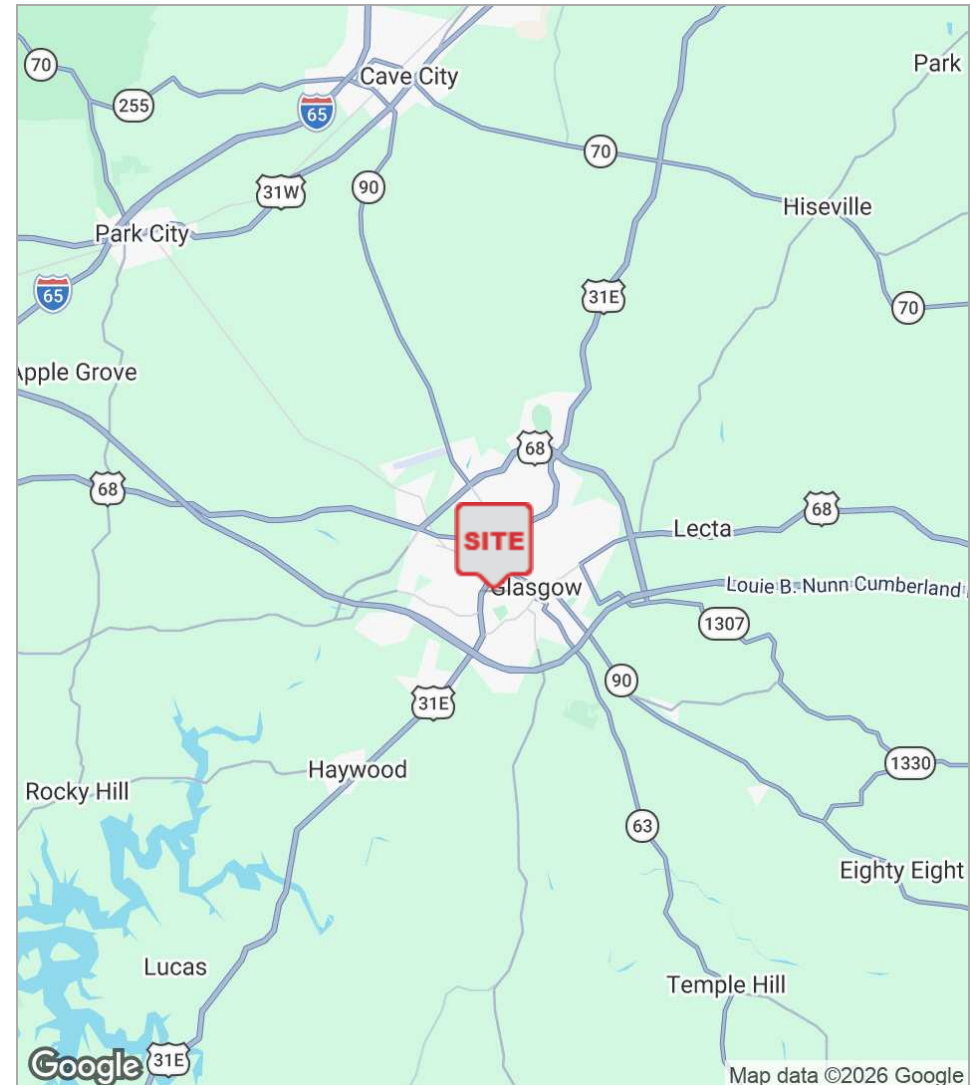 70
Cave City
Park
255
65
70
31W
90
Hiseville
Park City
65
31E
70
Apple Grove
68
68
68
SITE
Lecta
Glasgow
Louie B. Nunn Cumberland
1307
90
31E
Haywood
1330
Rocky Hill
63
Eighty Eight
Lucas
Temple Hill
Google
31E
Map data ©2026 Google